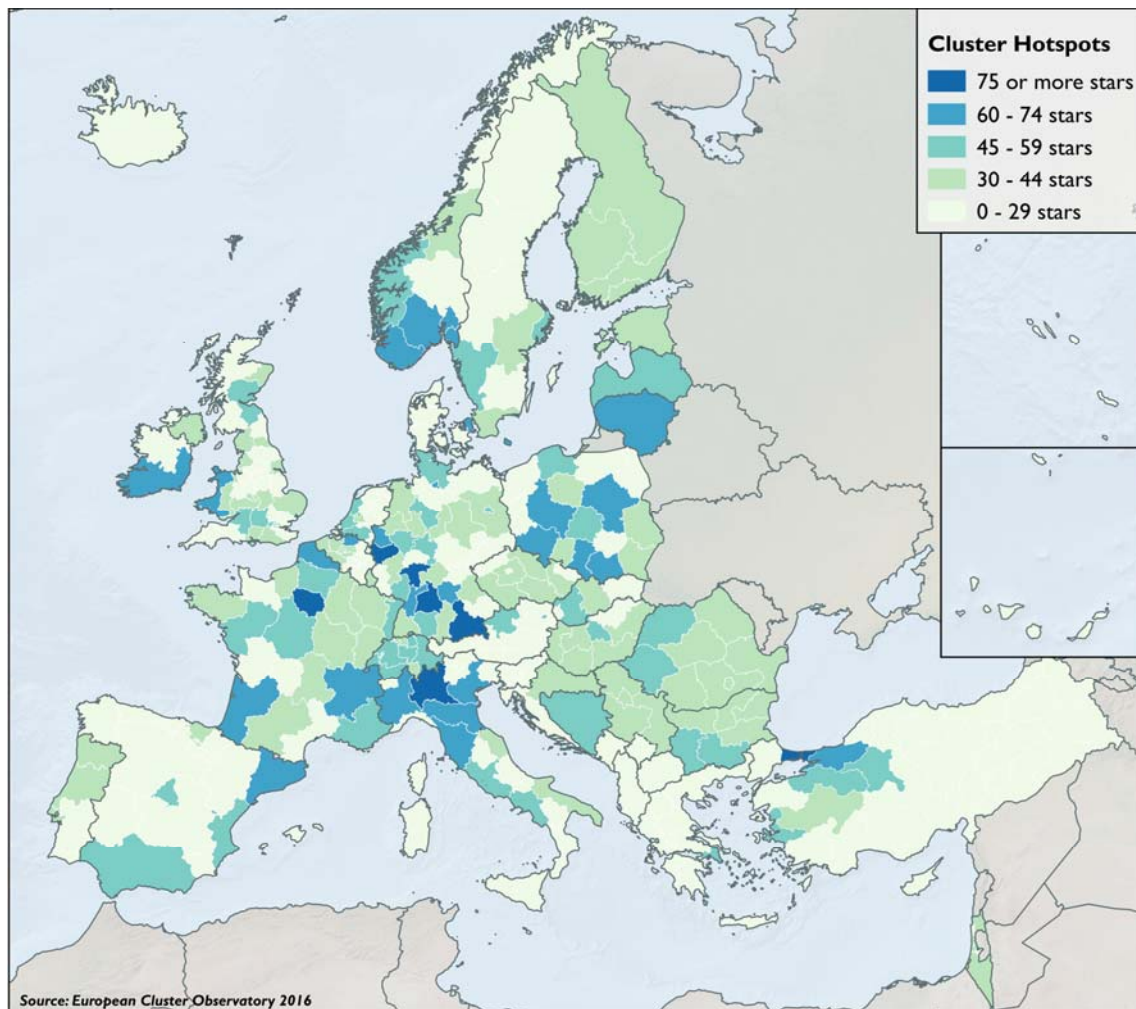 Cluster Hotspots
75 or more stars
60 - 74 stars
45 - 59 stars
30 - 44 stars
0 - 29 stars
Source: European Cluster Observatory 2016